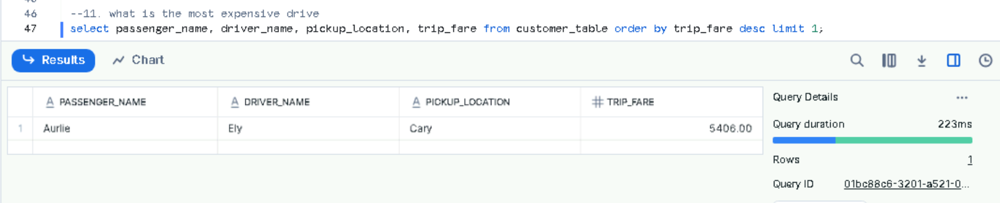 46 --11. what is the most expensive drive
47 select passenger_name, driver_name, pickup_location, trip_fare from customer_table order by trip_fare desc limit 1;
Results Chart
PASSENGER_NAME DRIVER_NAME PICKUP_LOCATION TRIP_FARE
1 Aurlie Ely Cary 5406.00
Query Details ...
Query duration 223ms
Rows 1
Query ID 01bc88c6-3201-a521-0...